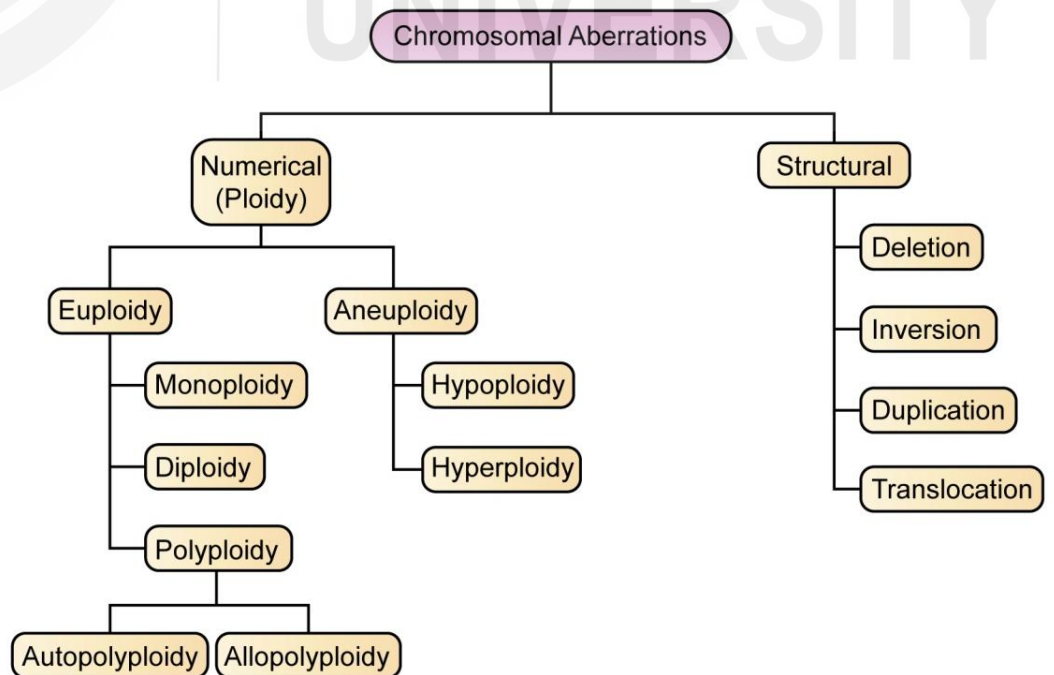 UNIVERSITY
Chromosomal Aberrations
Numerical
(Ploidy)
Structural
Euploidy
Aneuploidy
Monoploidy
Diploidy
Polyploidy
Autopolyploidy
Allopolyploidy
Hypoploidy
Hyperploidy
Deletion
Inversion
Duplication
Translocation